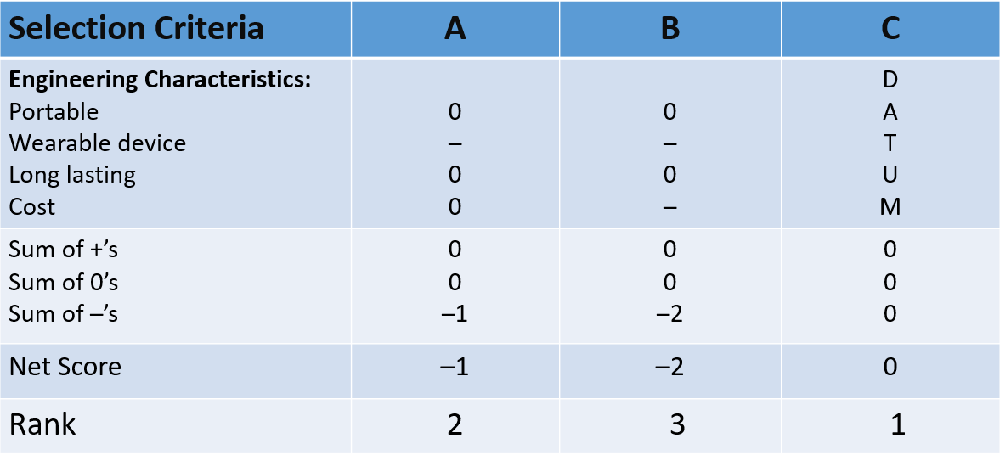 Selection Criteria A B C
Engineering Characteristics: D
Portable 0 0 A
Wearable device – – T
Long lasting 0 0 U
Cost 0 – M
Sum of +’s 0 0 0
Sum of 0’s 0 0 0
Sum of –’s –1 –2 0
Net Score –1 –2 0
Rank 2 3 1